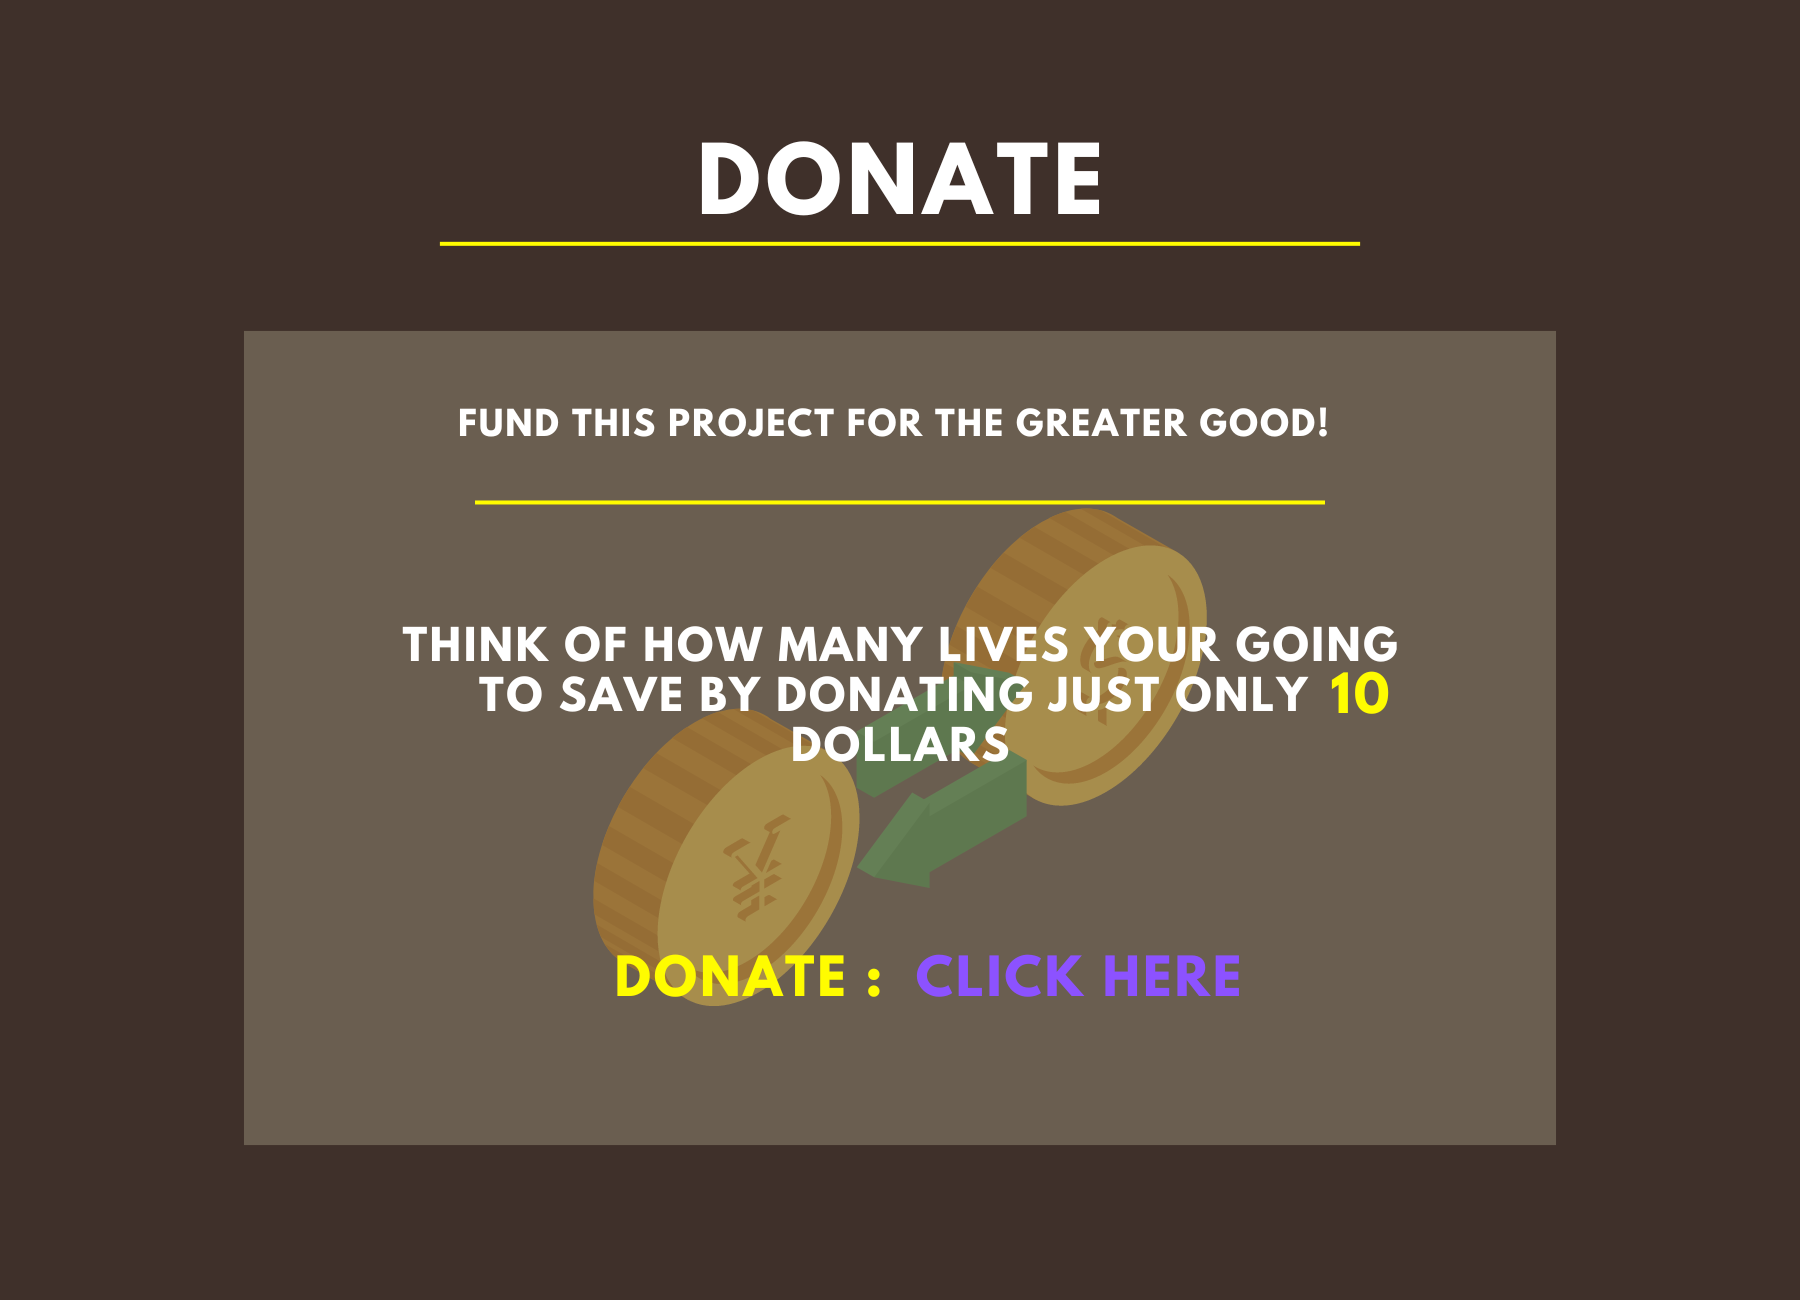 DONATE
FUND THIS PROJECT FOR THE GREATER GOOD!
THINK OF HOW MANY LIVES YOUR GOING
TO SAVE BY DONATING JUST ONLY 10
DOLLARS
$
¥
DONATE : CLICK HERE